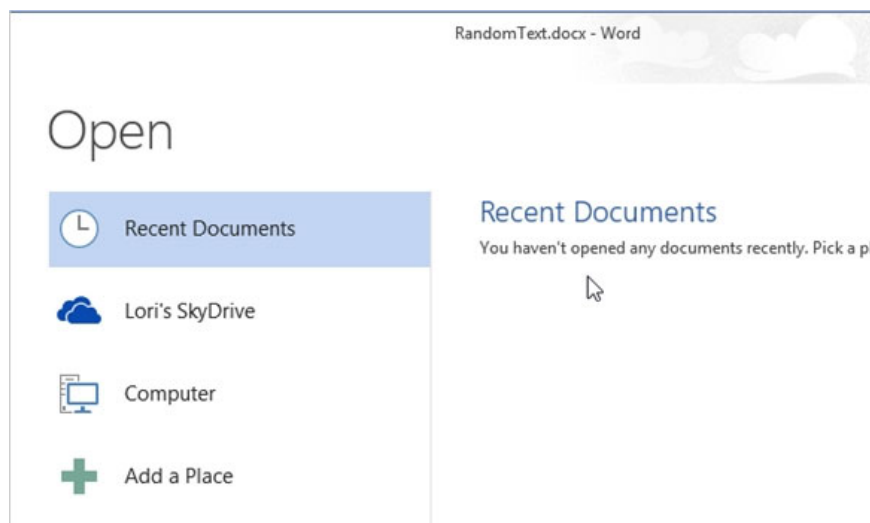 RandomText.docx - Word
Open
Recent Documents
Lori's SkyDrive
Computer
Add a Place
Recent Documents
You haven't opened any documents recently. Pick a